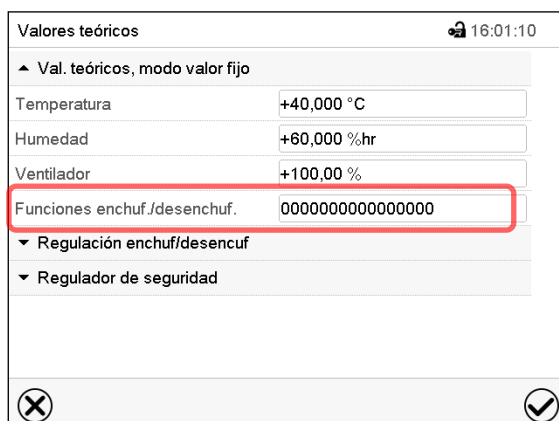 Valores teóricos 16:01:10
Val. teóricos, modo valor fijo
Temperatura +40,000 °C
Humedad +60,000 %hr
Ventilador +100,00 %
Funciones enchuf./desenchuf. 0000000000000000
Regulación enchuf/desencuf
Regulador de seguridad